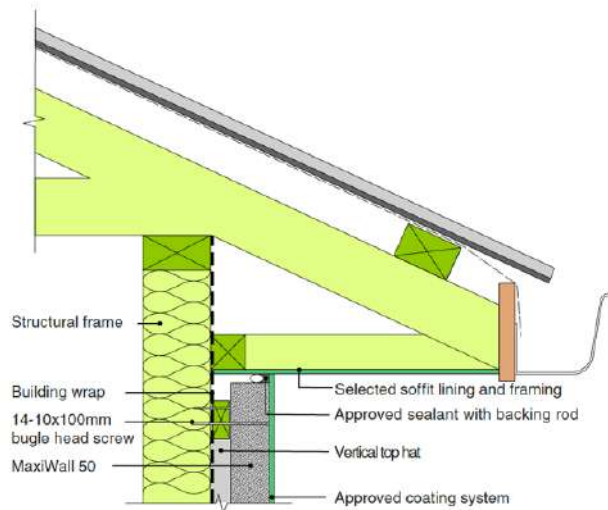 Structural frame
Building wrap
14-10x100mm
bugle head screw
MaxiWall 50
Selected soffit lining and framing
Approved sealant with backing rod
Vertical top hat
Approved coating system